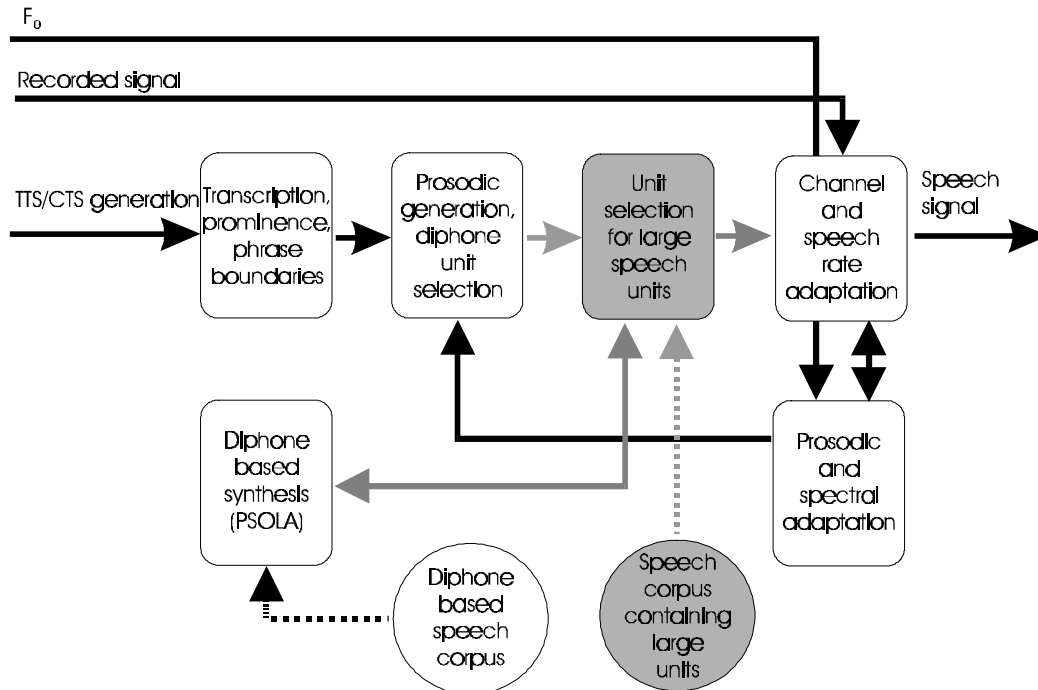 F₀
Recorded signal
TTS/CTS generation
Transcription,
prominence,
phrase
boundaries
Prosodic
generation,
diphone
unit
selection
Unit
selection
for large
speech
units
Channel
and
speech
rate
adaptation
Speech
signal
Diphone
based
synthesis
(PSOLA)
Prosodic
and
spectral
adaptation
Diphone
based
speech
corpus
Speech
corpus
containing
large
units